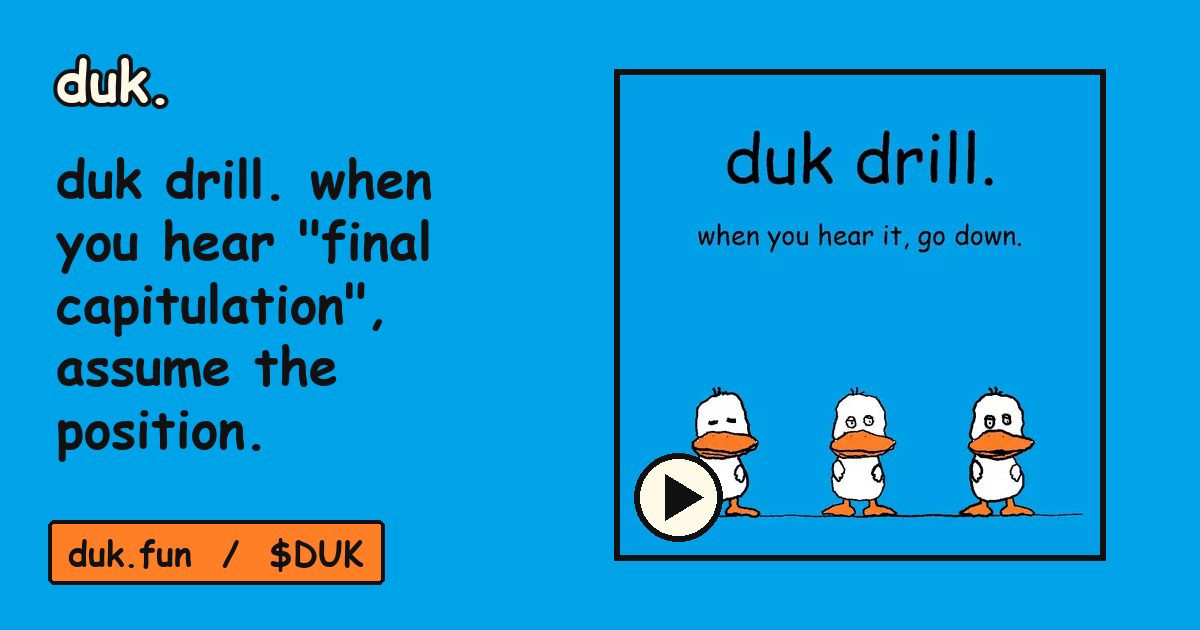 duk.
duk drill. when
you hear "final
capitulation",
assume the
position.
duk.fun / $DUK
duk drill.
when you hear it, go down.